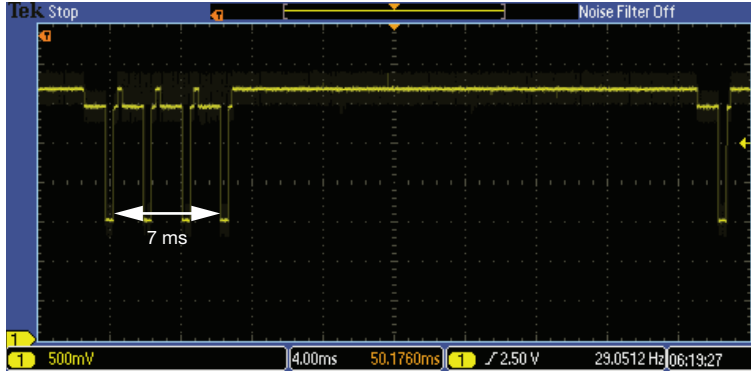 Tek Stop Noise Filter Off
T T
7 ms
1
1 500mV 4.00ms 50.1760ms 1 / 2.50 V 29.0512 Hz 06:19:27